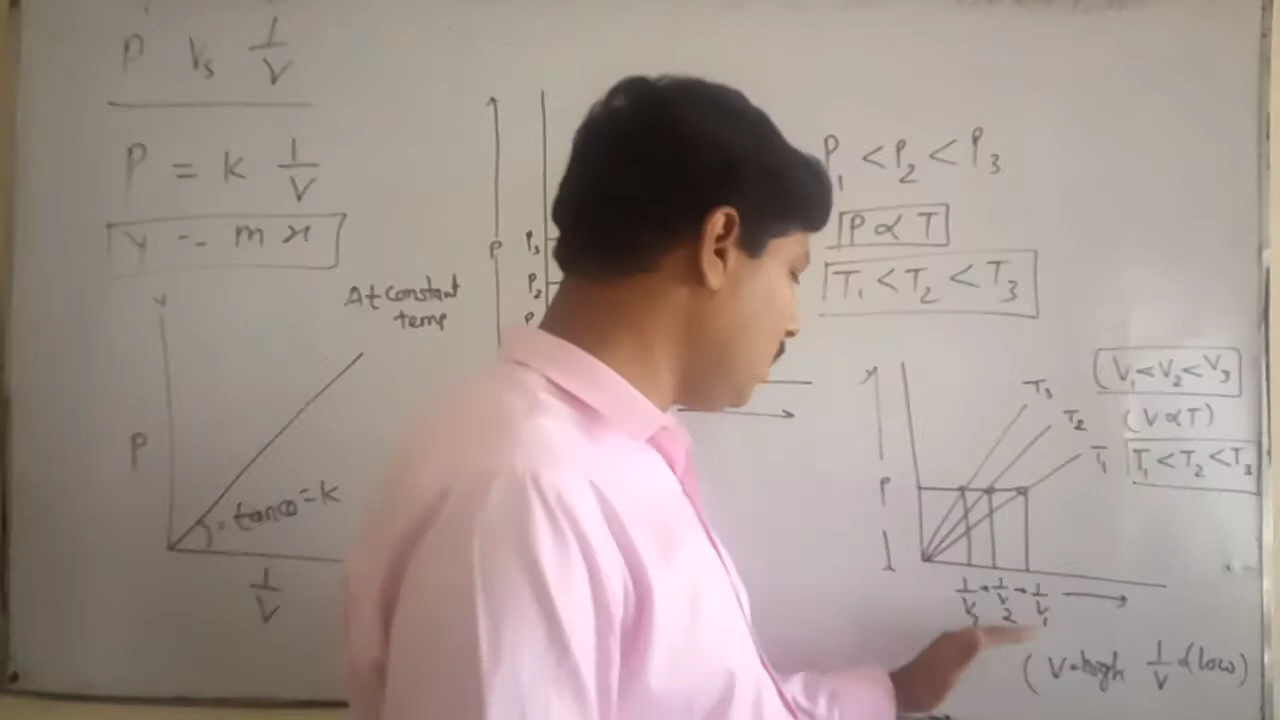 P Vs 1/V
P = k 1/V
y = m x
At constant
temp
P
tanθ = k
1/V
P
P3
P2
P
P1 < P2 < P3
P ∝ T
T1 < T2 < T3
(V1 < V2 < V3
(V ∝ T)
T1 < T2 < T3
T3
T2
T1
P
1/V3 1/V2 1/V1
(V=high 1/V=(low)